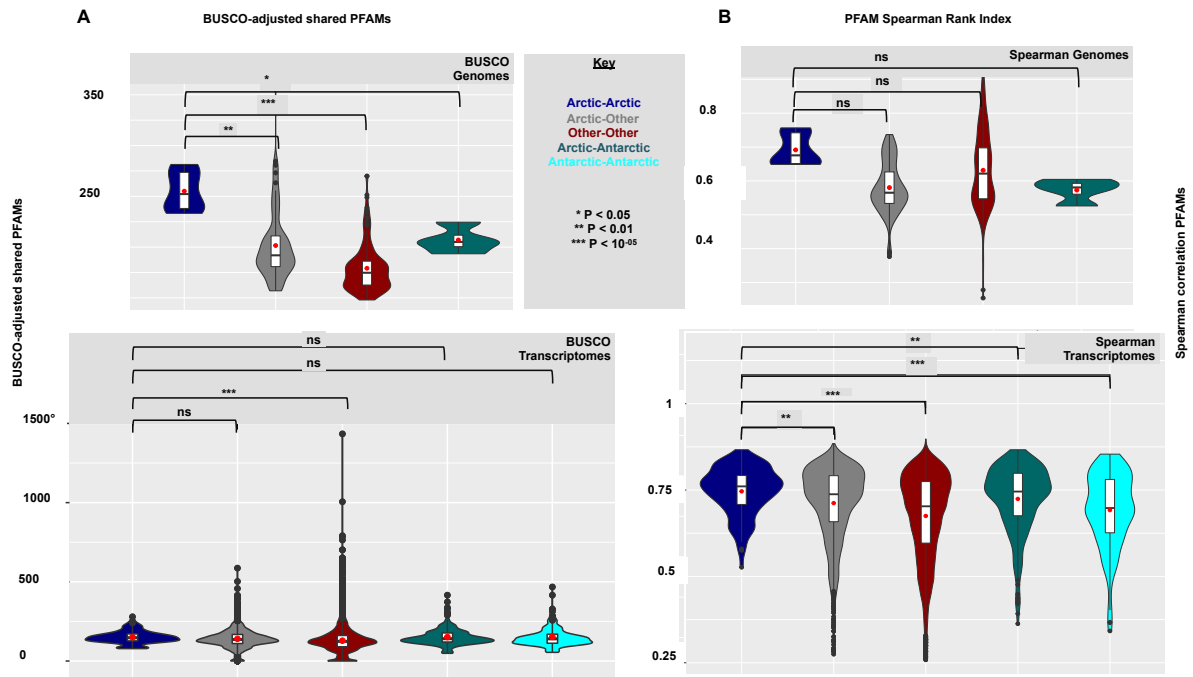 A
BUSCO-adjusted shared PFAMs
B
PFAM Spearman Rank Index
BUSCO
Genomes
*
***
**
350
250
Key
Arctic-Arctic
Arctic-Other
Other-Other
Arctic-Antarctic
Antarctic-Antarctic
* P < 0.05
** P < 0.01
*** P < 10-05
Spearman Genomes
ns
ns
ns
0.8
0.6
0.4
BUSCO-adjusted shared PFAMs
Spearman correlation PFAMs
BUSCO
Transcriptomes
ns
ns
***
ns
1500°
1000
500
0
Spearman
Transcriptomes
**
***
***
**
1
0.75
0.5
0.25